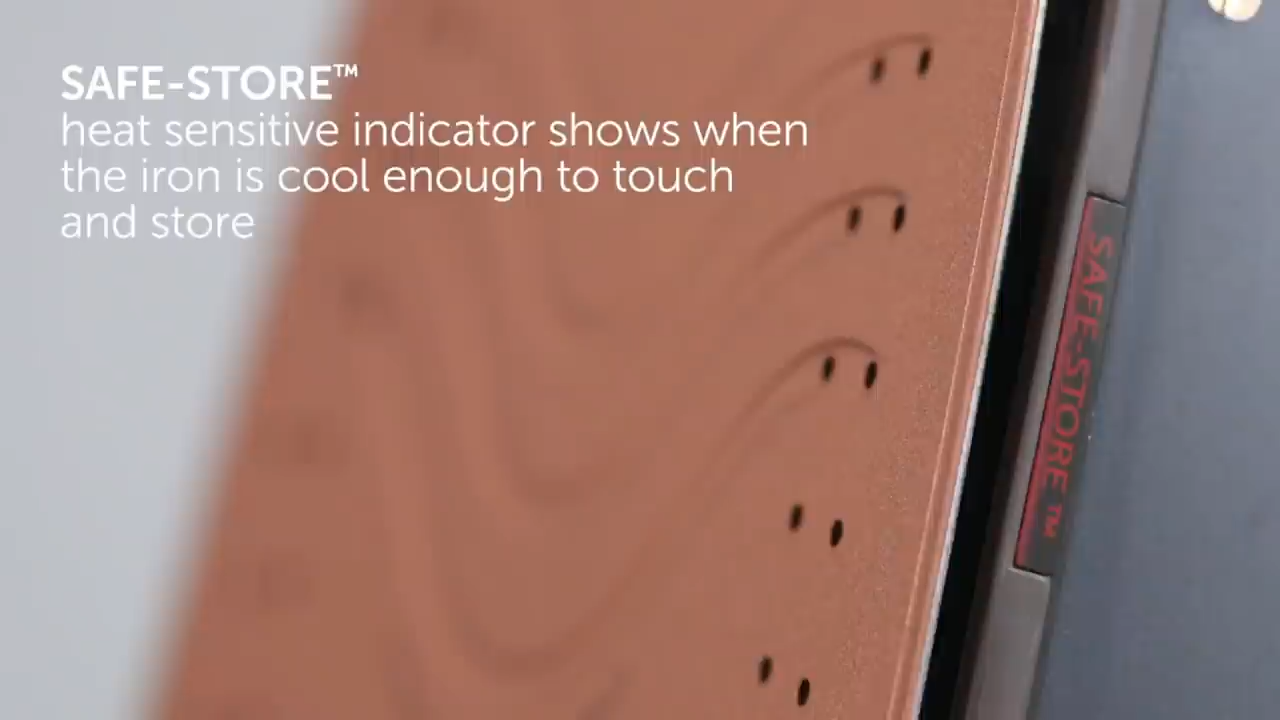 SAFE-STORE™
heat sensitive indicator shows when
the iron is cool enough to touch
and store
SAFE-STORE™